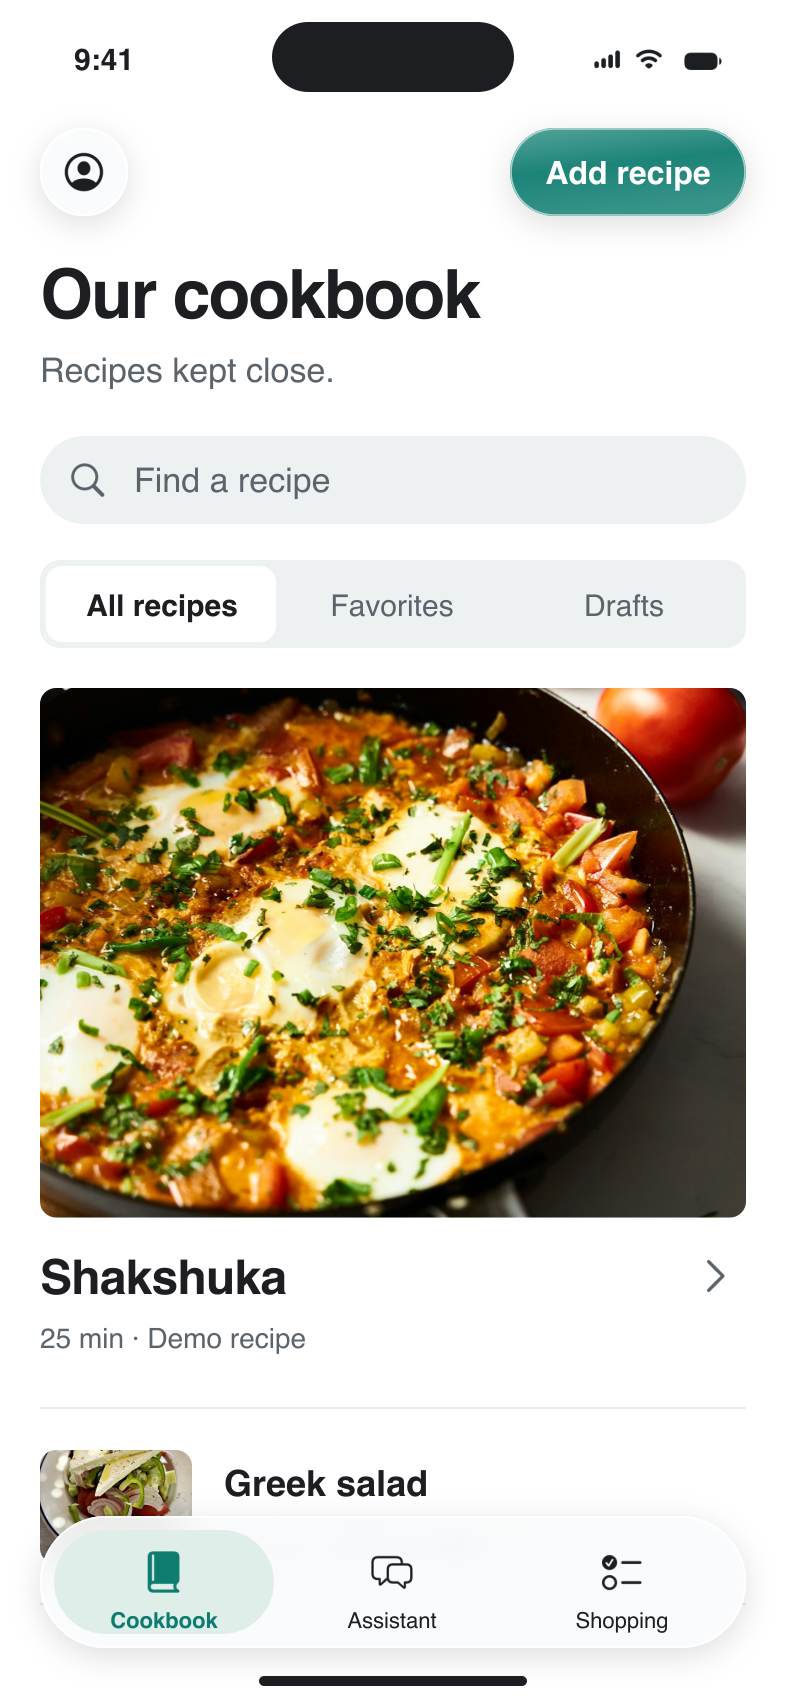 9:41
Add recipe
Our cookbook
Recipes kept close.
Find a recipe
All recipes
Favorites
Drafts
Shakshuka
25 min · Demo recipe
Greek salad
Cookbook
Assistant
Shopping